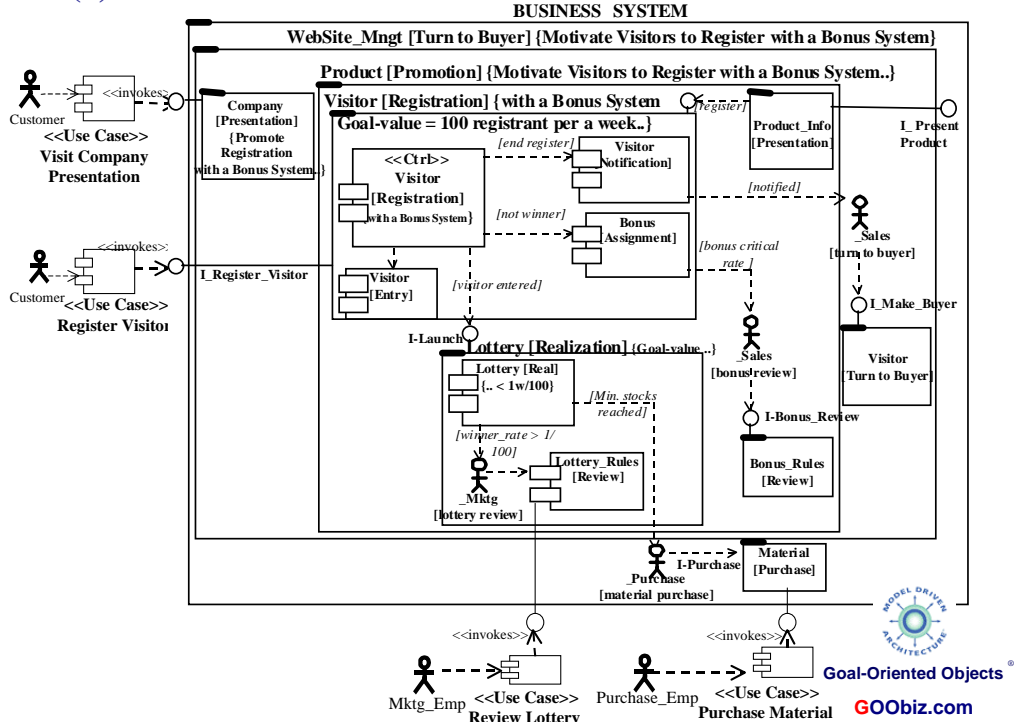 BUSINESS SYSTEM
WebSite_Mngt [Turn to Buyer] {Motivate Visitors to Register with a Bonus System}
Product [Promotion] {Motivate Visitors to Register with a Bonus System..}
<<invokes>
Customer
<<Use Case>>
Visit Company
Presentation
Company
[Presentation]
{Promote
Registration
with a Bonus System..}
Visitor [Registration] {with a Bonus System
Goal-value = 100 registrant per a week..}
[register]
Product_Info
[Presentation]
I_ Present
Product
<<Ctrl>>
Visitor
[Registration]
{with a Bonus System}
[end register]
Visitor
[Notification]
[notified]
[not winner]
Bonus
[Assignment]
[bonus critical
rate ]
_Sales
[turn to buyer]
<<invokes>
Customer
<<Use Case>>
Register Visitor
I_Register_Visitor
Visitor
[Entry]
[visitor entered]
I_Make_Buyer
Visitor
[Turn to Buyer]
I-Launch
Lottery [Realization] {Goal-value ..}
Lottery [Real]
{.. < 1w/100}
[Min. stocks
reached]
_Sales
[bonus review]
I-Bonus_Review
Bonus_Rules
[Review]
[winner_rate > 1/
100]
_Mktg
[lottery review]
Lottery_Rules
[Review]
_Purchase
[material purchase]
I-Purchase
Material
[Purchase]
<<invokes>>
Mktg_Emp
<<Use Case>>
Review Lottery
<<invokes>>
Purchase_Emp
<<Use Case>>
Purchase Material
MODEL DRIVEN
ARCHITECTURE
Goal-Oriented Objects ®
GOObiz.com